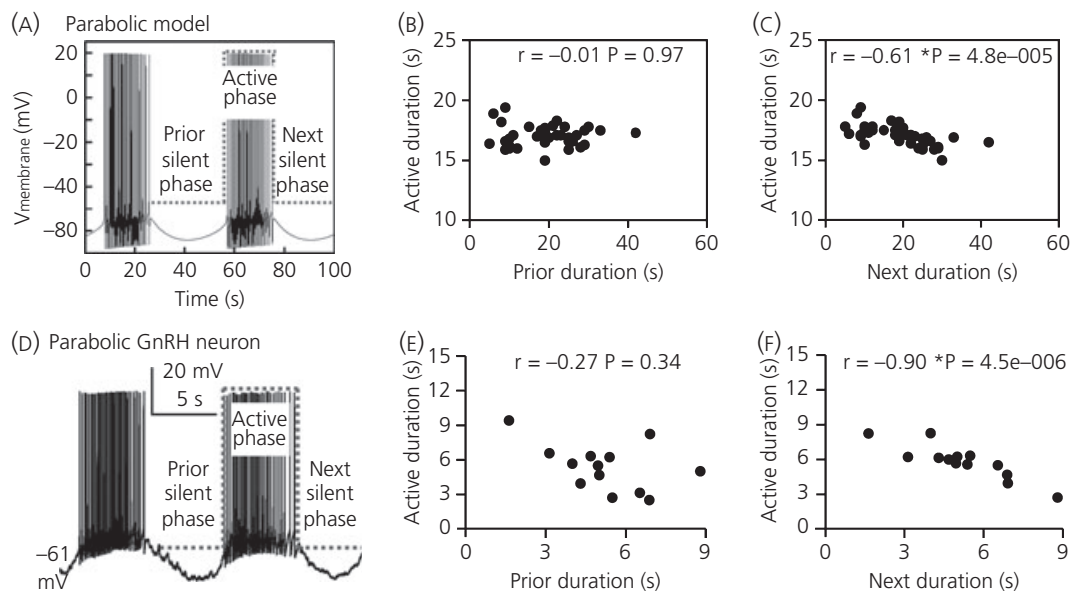 (A) Parabolic model
20
0
−20
−40
−60
−80
Vmembrane (mV)
Active
phase
Prior
silent
phase
Next
silent
phase
0 20 40 60 80 100
Time (s)
(B)
r = −0.01 P = 0.97
25
20
15
10
Active duration (s)
0 20 40 60
Prior duration (s)
(C)
r = −0.61 *P = 4.8e−005
25
20
15
10
Active duration (s)
0 20 40 60
Next duration (s)
(D) Parabolic GnRH neuron
20 mV
5 s
Active
phase
Prior
silent
phase
Next
silent
phase
−61
mV
(E)
r = −0.27 P = 0.34
15
12
9
6
3
0
Active duration (s)
0 3 6 9
Prior duration (s)
(F)
r = −0.90 *P = 4.5e−006
15
12
9
6
3
0
Active duration (s)
0 3 6 9
Next duration (s)